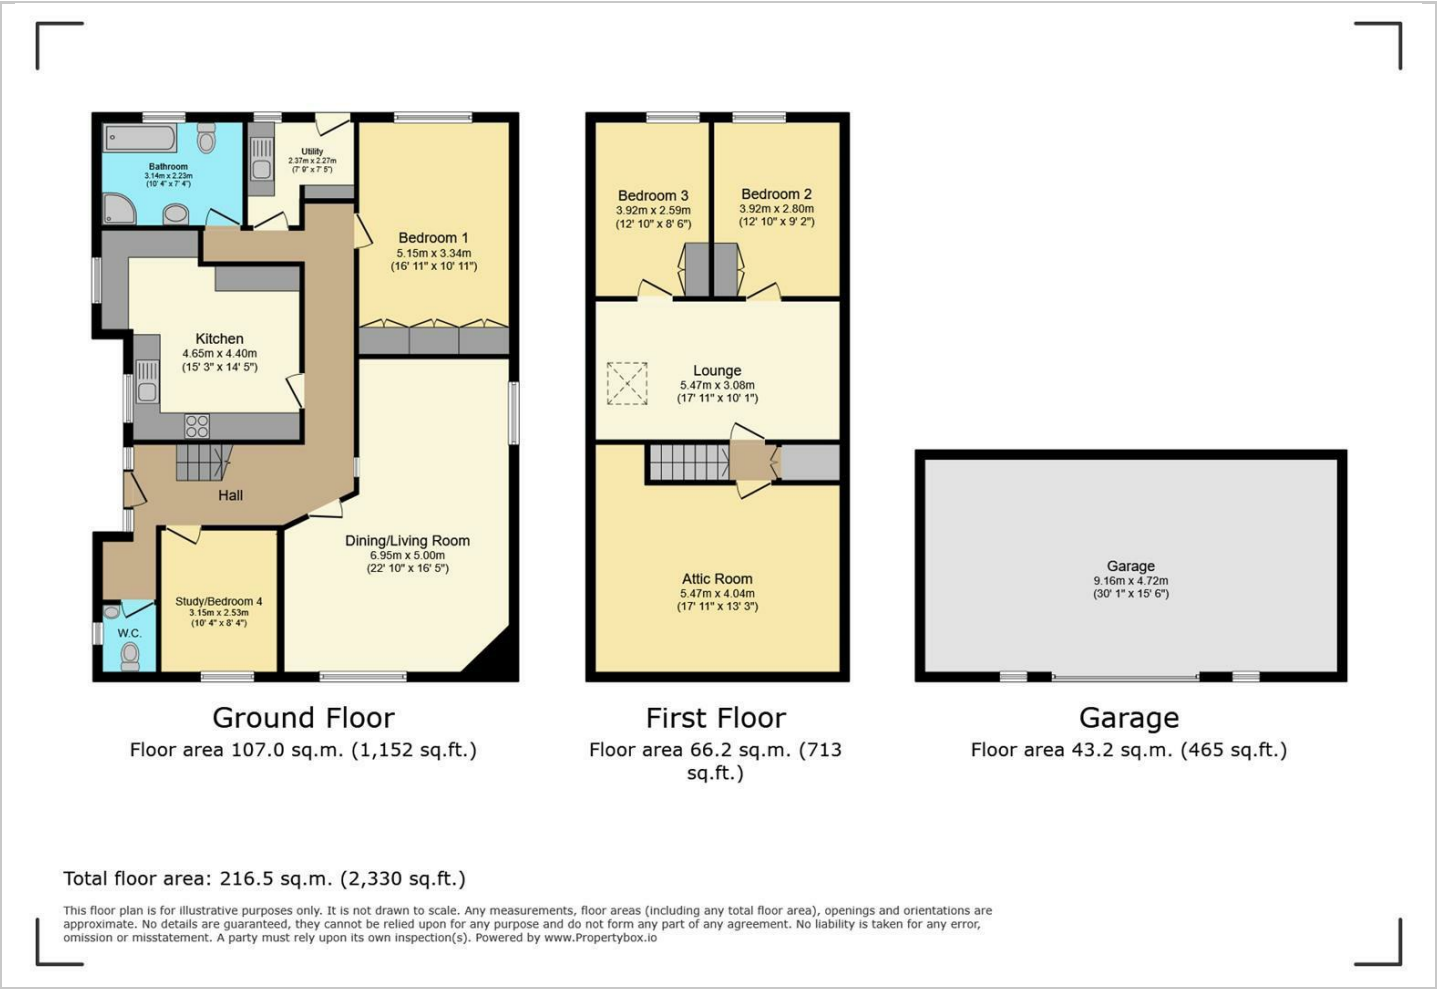 Bathroom
3.14m x 2.23m
(10' 4" x 7' 4")
Utility
2.37m x 2.27m
(7' 9" x 7' 5")
Bedroom 1
5.15m x 3.34m
(16' 11" x 10' 11")
Kitchen
4.65m x 4.40m
(15' 3" x 14' 5")
Hall
Dining/Living Room
6.95m x 5.00m
(22' 10" x 16' 5")
Study/Bedroom 4
3.15m x 2.53m
(10' 4" x 8' 4")
W.C.
Ground Floor
Floor area 107.0 sq.m. (1,152 sq.ft.)
Bedroom 3
3.92m x 2.59m
(12' 10" x 8' 6")
Bedroom 2
3.92m x 2.80m
(12' 10" x 9' 2")
Lounge
5.47m x 3.08m
(17' 11" x 10' 1")
Attic Room
5.47m x 4.04m
(17' 11" x 13' 3")
First Floor
Floor area 66.2 sq.m. (713
sq.ft.)
Garage
9.16m x 4.72m
(30' 1" x 15' 6")
Garage
Floor area 43.2 sq.m. (465 sq.ft.)
Total floor area: 216.5 sq.m. (2,330 sq.ft.)
This floor plan is for illustrative purposes only. It is not drawn to scale. Any measurements, floor areas (including any total floor area), openings and orientations are
approximate. No details are guaranteed, they cannot be relied upon for any purpose and do not form any part of any agreement. No liability is taken for any error,
omission or misstatement. A party must rely upon its own inspection(s). Powered by www.Propertybox.io